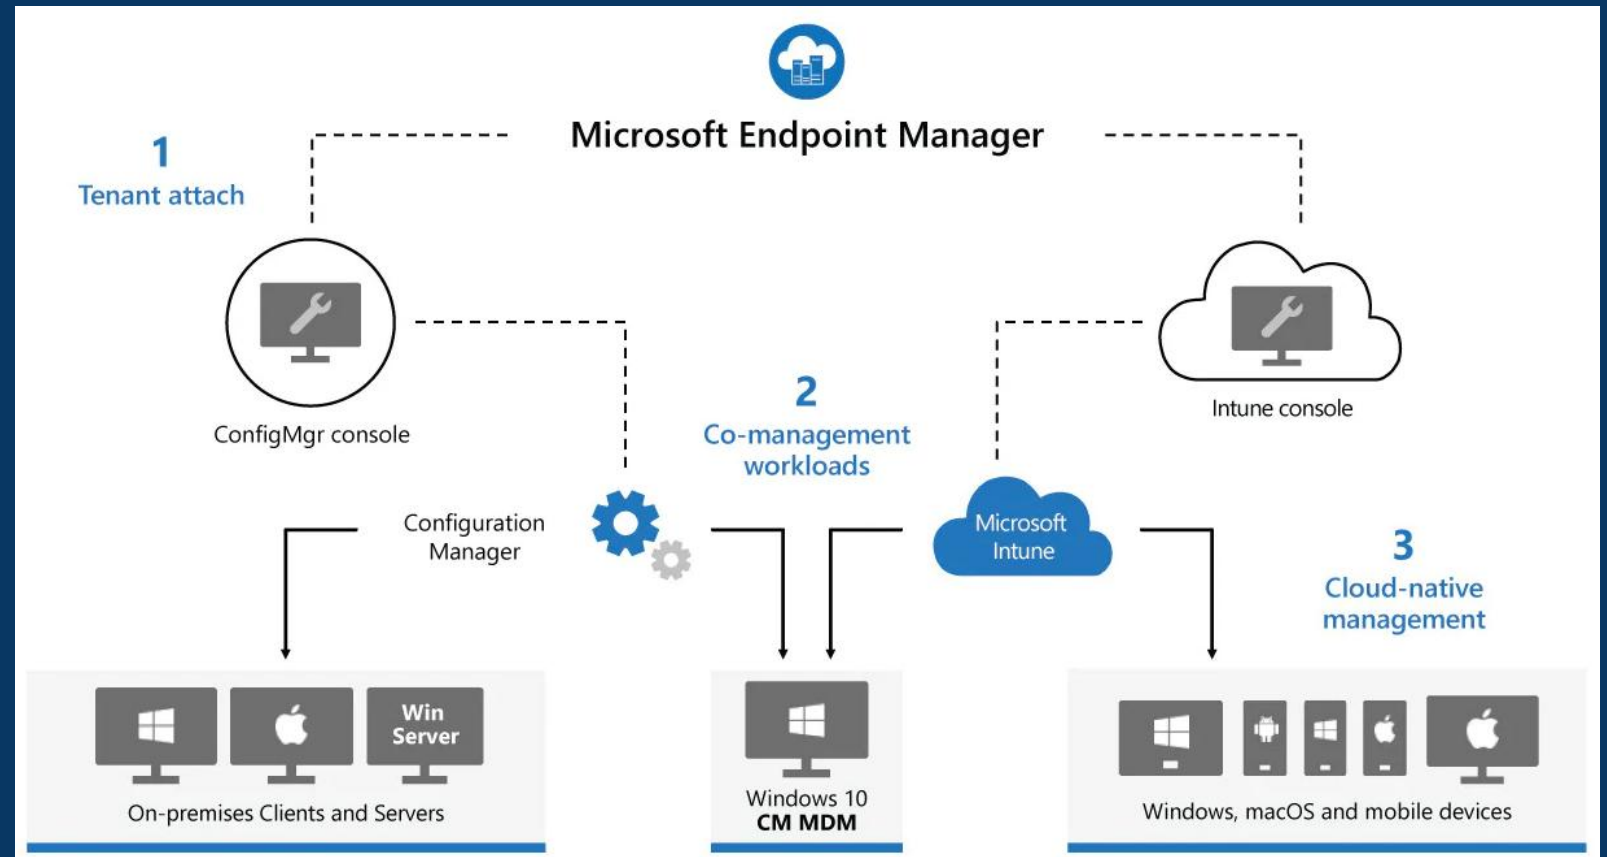 Microsoft Endpoint Manager
1
Tenant attach
ConfigMgr console
Intune console
2
Co-management
workloads
Configuration
Manager
Microsoft
Intune
3
Cloud-native
management
Win
Server
On-premises Clients and Servers
Windows 10
CM MDM
Windows, macOS and mobile devices